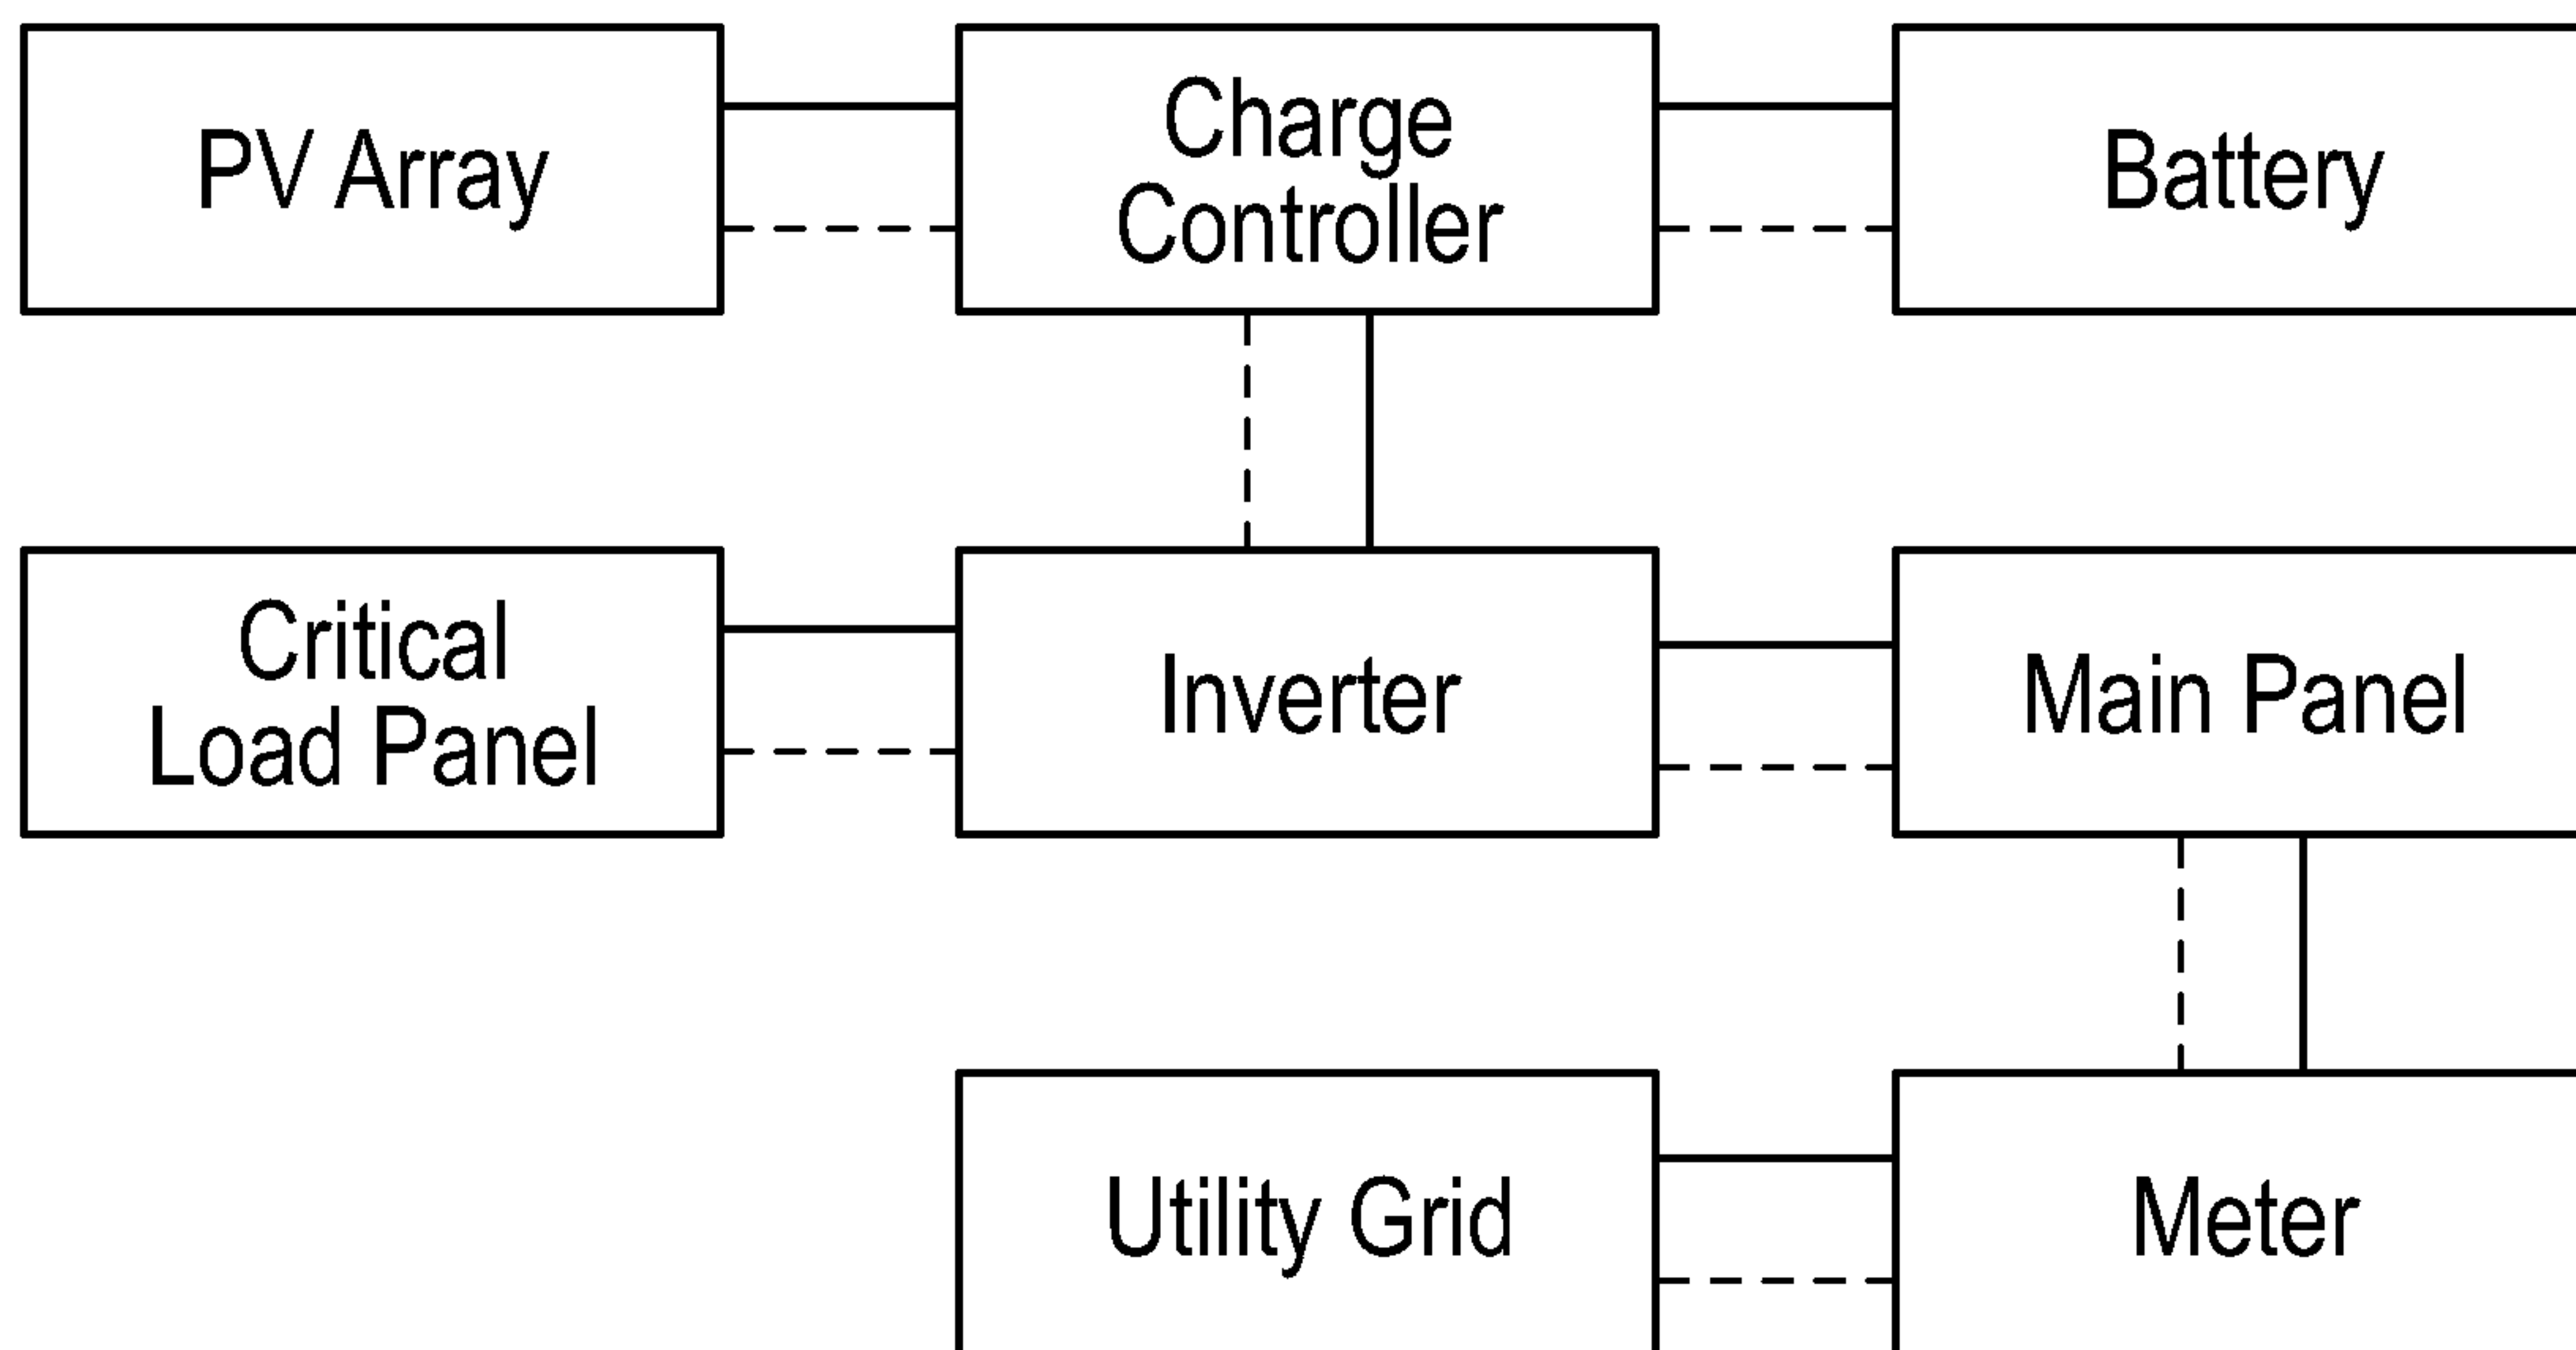 PV Array
Charge
Controller
Battery
Critical
Load Panel
Inverter
Main Panel
Utility Grid
Meter